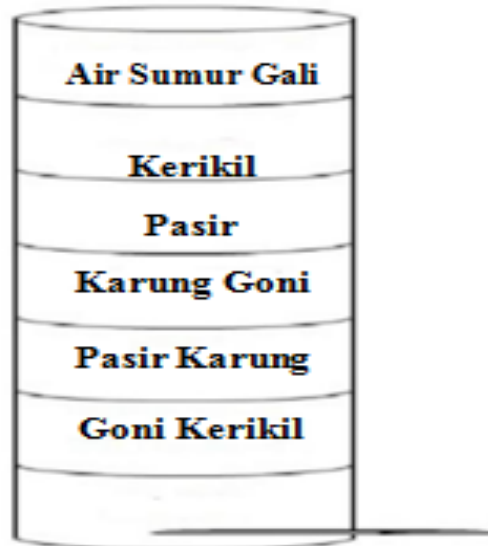 Air Sumur Gali
Kerikil
Pasir
Karung Goni
Pasir Karung
Goni Kerikil